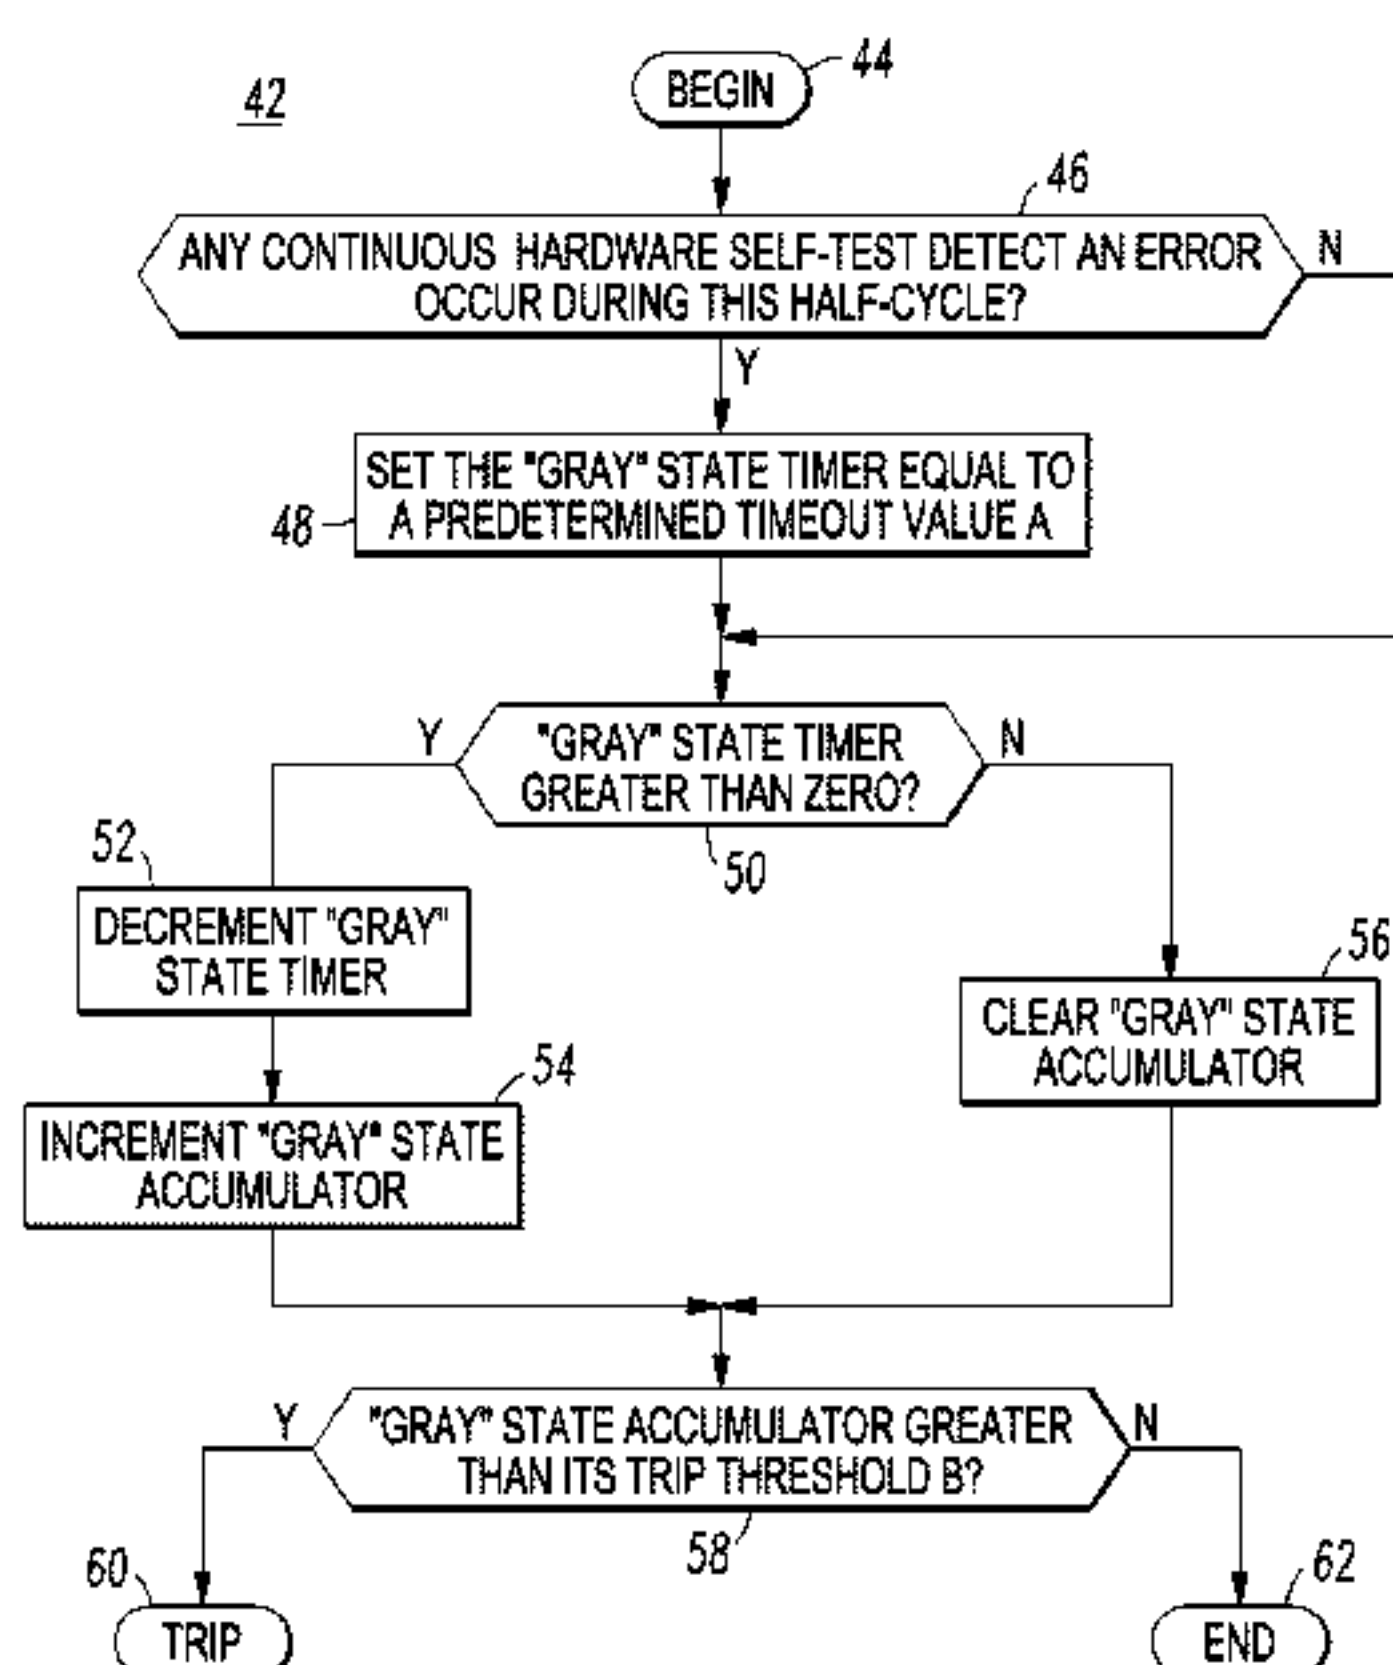 42
BEGIN
44
46
ANY CONTINUOUS HARDWARE SELF-TEST DETECT AN ERROR
OCCUR DURING THIS HALF-CYCLE?
N
Y
SET THE "GRAY" STATE TIMER EQUAL TO
A PREDETERMINED TIMEOUT VALUE A
48
Y
"GRAY" STATE TIMER
GREATER THAN ZERO?
N
50
52
DECREMENT "GRAY"
STATE TIMER
56
CLEAR "GRAY" STATE
ACCUMULATOR
54
INCREMENT "GRAY" STATE
ACCUMULATOR
Y
"GRAY" STATE ACCUMULATOR GREATER
THAN ITS TRIP THRESHOLD B?
N
58
60
TRIP
62
END